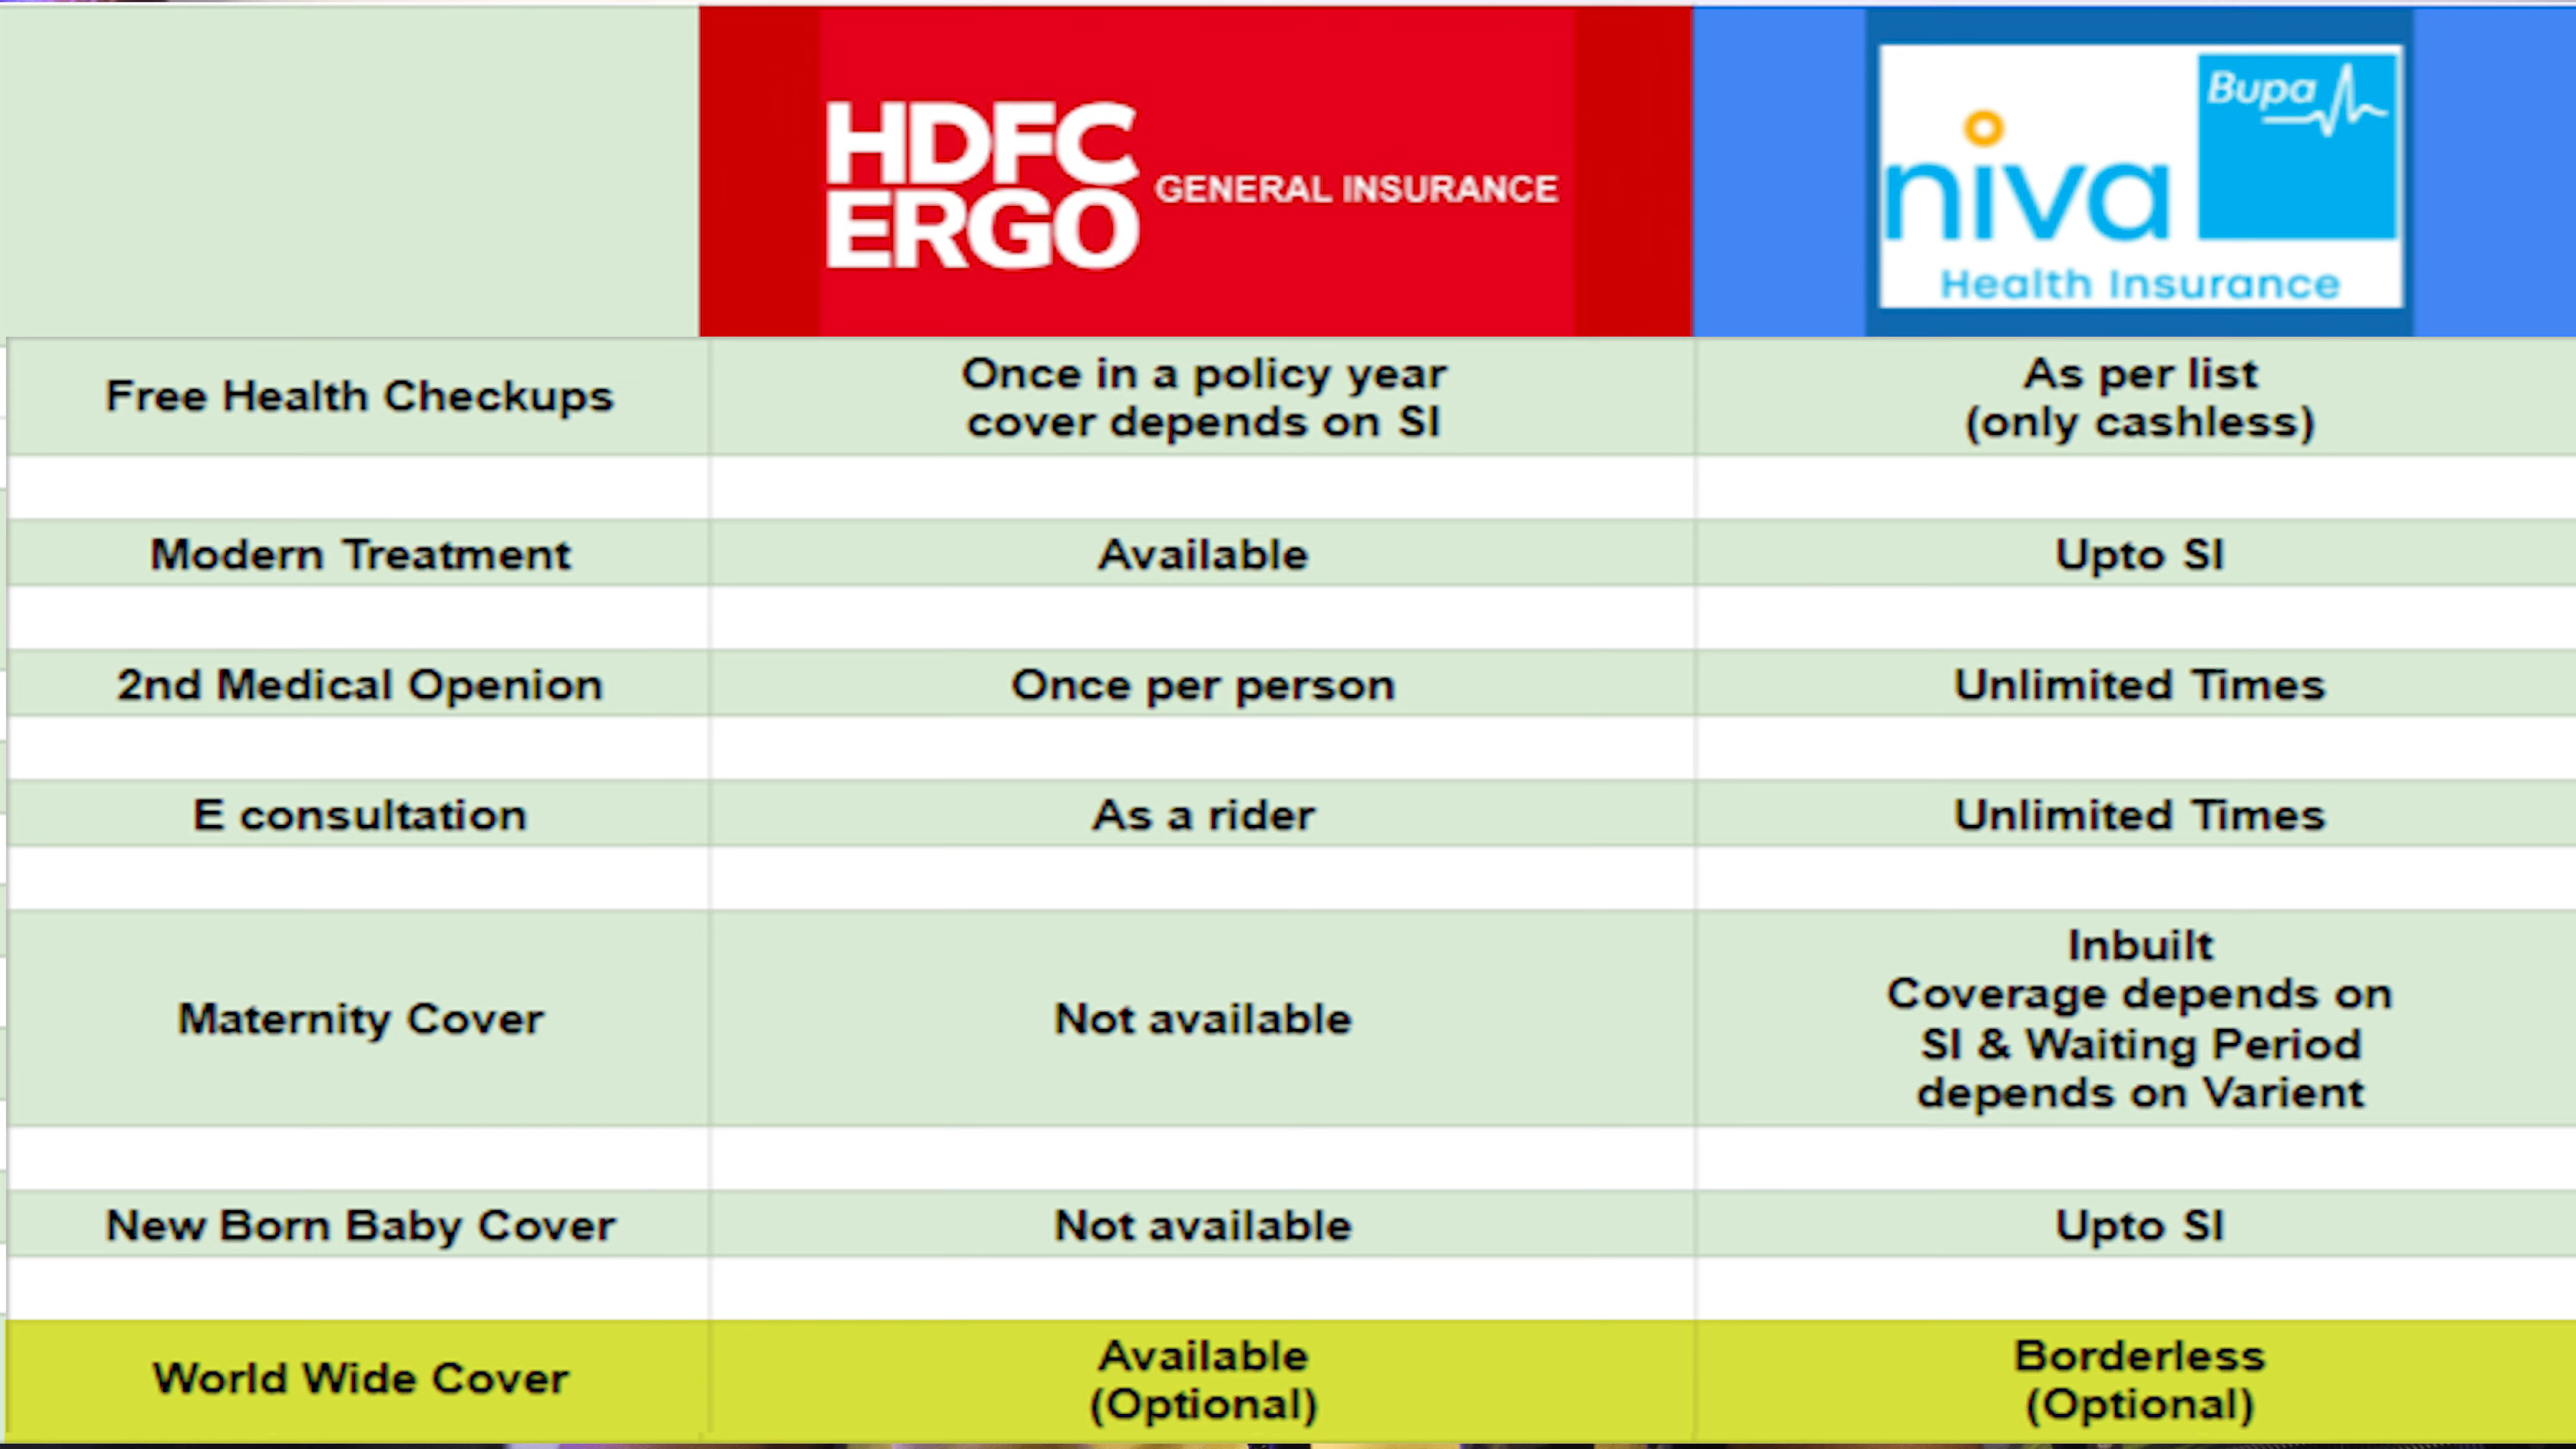 HDFC
ERGO
GENERAL INSURANCE
niva
Bupa
Health Insurance
Free Health Checkups
Once in a policy year
cover depends on SI
As per list
(only cashless)
Modern Treatment
Available
Upto SI
2nd Medical Openion
Once per person
Unlimited Times
E consultation
As a rider
Unlimited Times
Maternity Cover
Not available
Inbuilt
Coverage depends on
SI & Waiting Period
depends on Varient
New Born Baby Cover
Not available
Upto SI
World Wide Cover
Available
(Optional)
Borderless
(Optional)